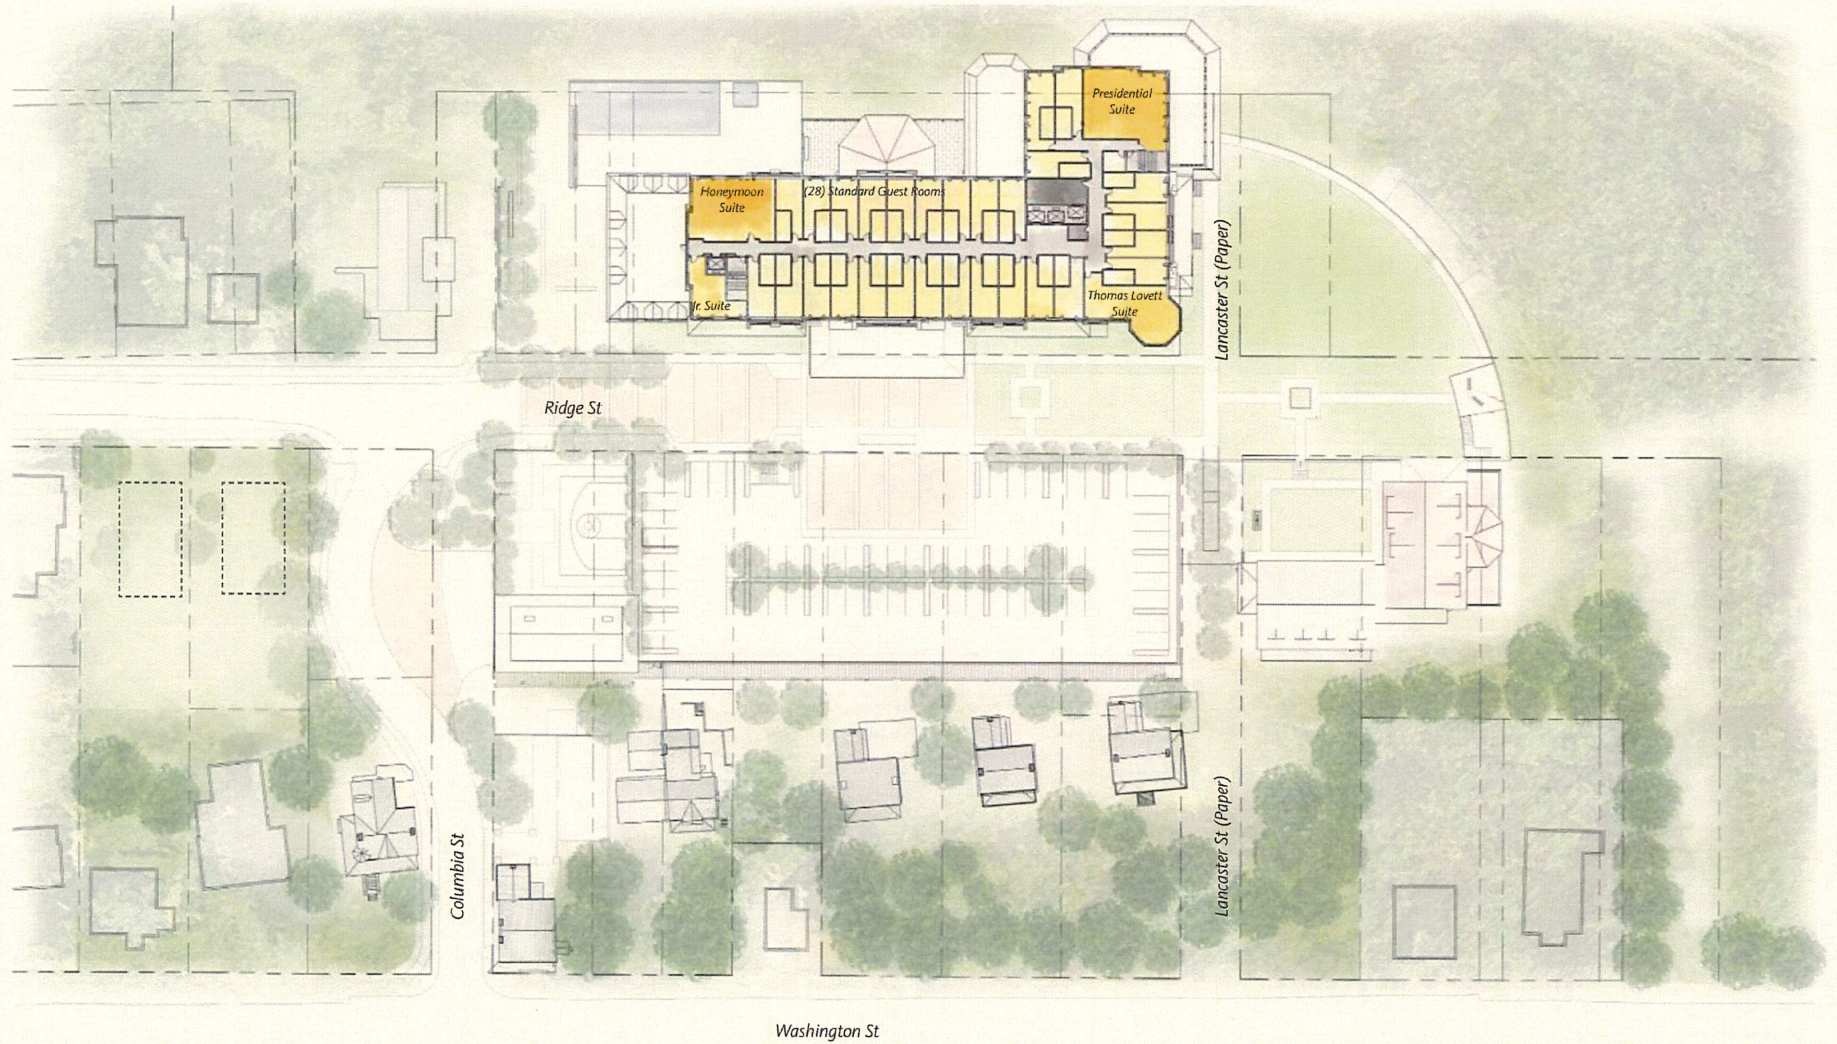 Presidential
Suite
Honeymoon
Suite
(28) Standard Guest Rooms
Jr. Suite
Thomas Lovett
Suite
Lancaster St (Paper)
Ridge St
Columbia St
Lancaster St (Paper)
Washington St